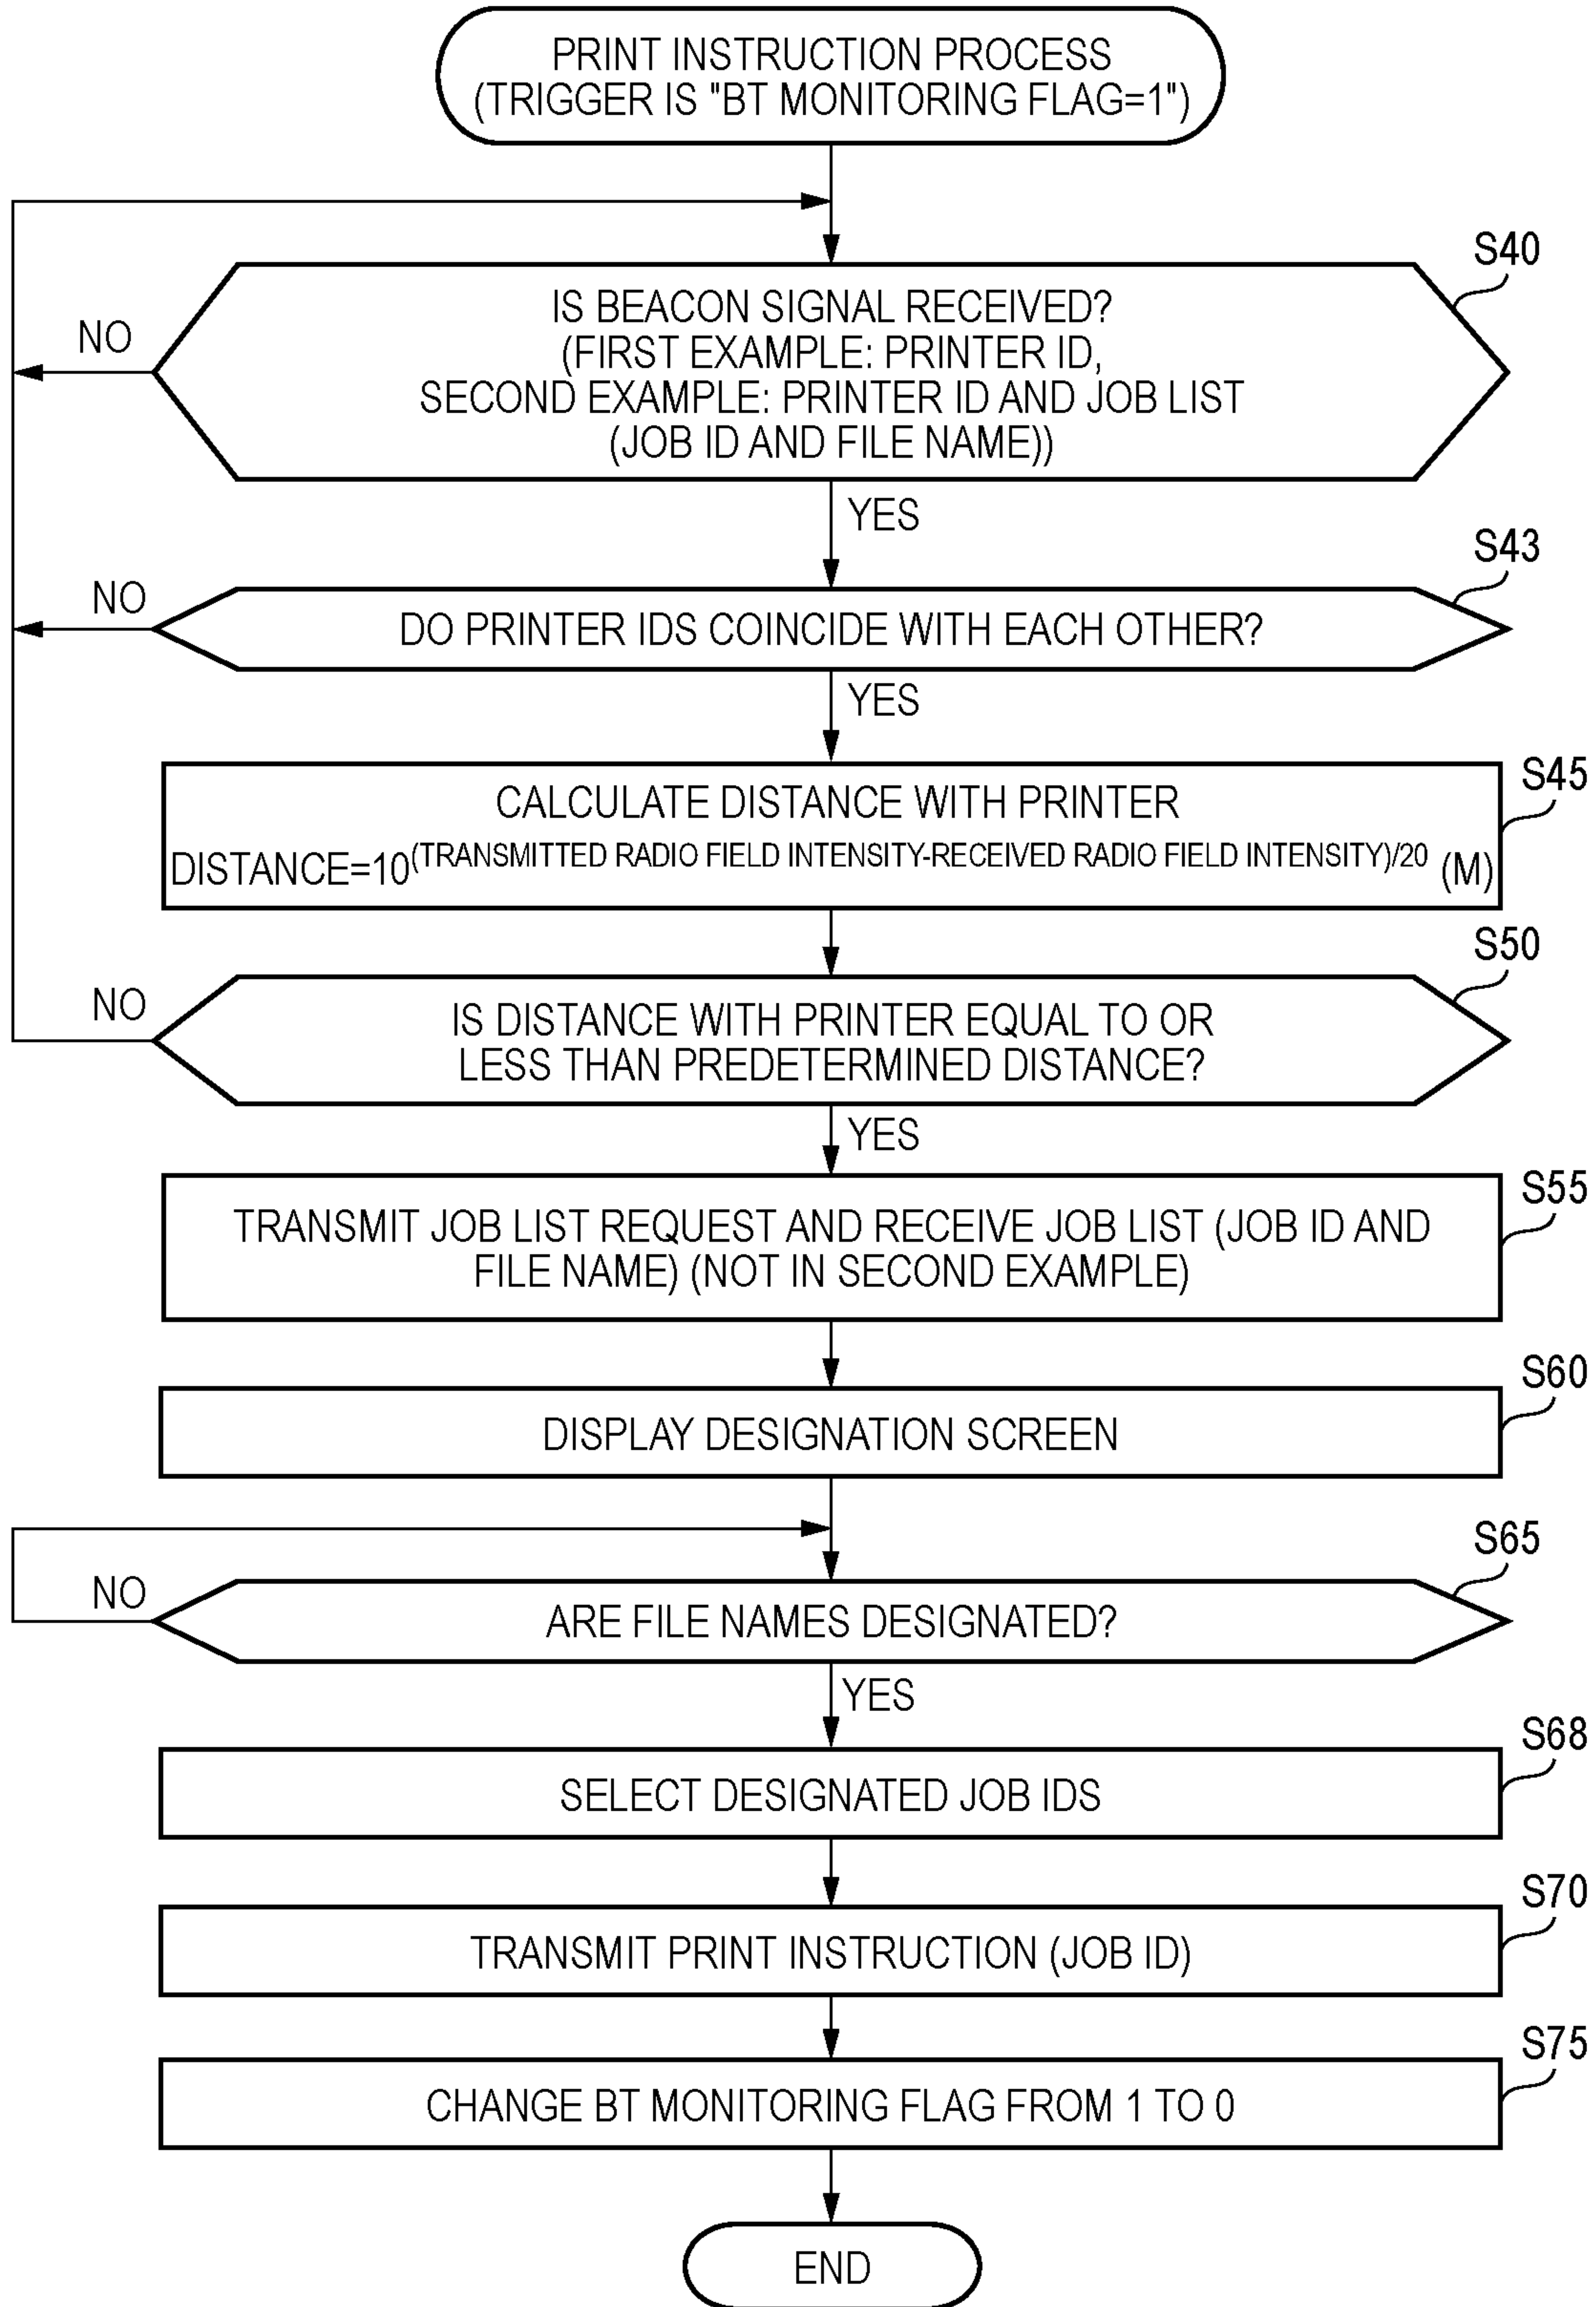 PRINT INSTRUCTION PROCESS
(TRIGGER IS "BT MONITORING FLAG=1")
S40
IS BEACON SIGNAL RECEIVED?
(FIRST EXAMPLE: PRINTER ID,
SECOND EXAMPLE: PRINTER ID AND JOB LIST
(JOB ID AND FILE NAME))
NO
YES
S43
DO PRINTER IDS COINCIDE WITH EACH OTHER?
NO
YES
S45
CALCULATE DISTANCE WITH PRINTER
DISTANCE=10(TRANSMITTED RADIO FIELD INTENSITY-RECEIVED RADIO FIELD INTENSITY)/20 (M)
S50
IS DISTANCE WITH PRINTER EQUAL TO OR
LESS THAN PREDETERMINED DISTANCE?
NO
YES
S55
TRANSMIT JOB LIST REQUEST AND RECEIVE JOB LIST (JOB ID AND
FILE NAME) (NOT IN SECOND EXAMPLE)
S60
DISPLAY DESIGNATION SCREEN
S65
NO
ARE FILE NAMES DESIGNATED?
YES
S68
SELECT DESIGNATED JOB IDS
S70
TRANSMIT PRINT INSTRUCTION (JOB ID)
S75
CHANGE BT MONITORING FLAG FROM 1 TO 0
END